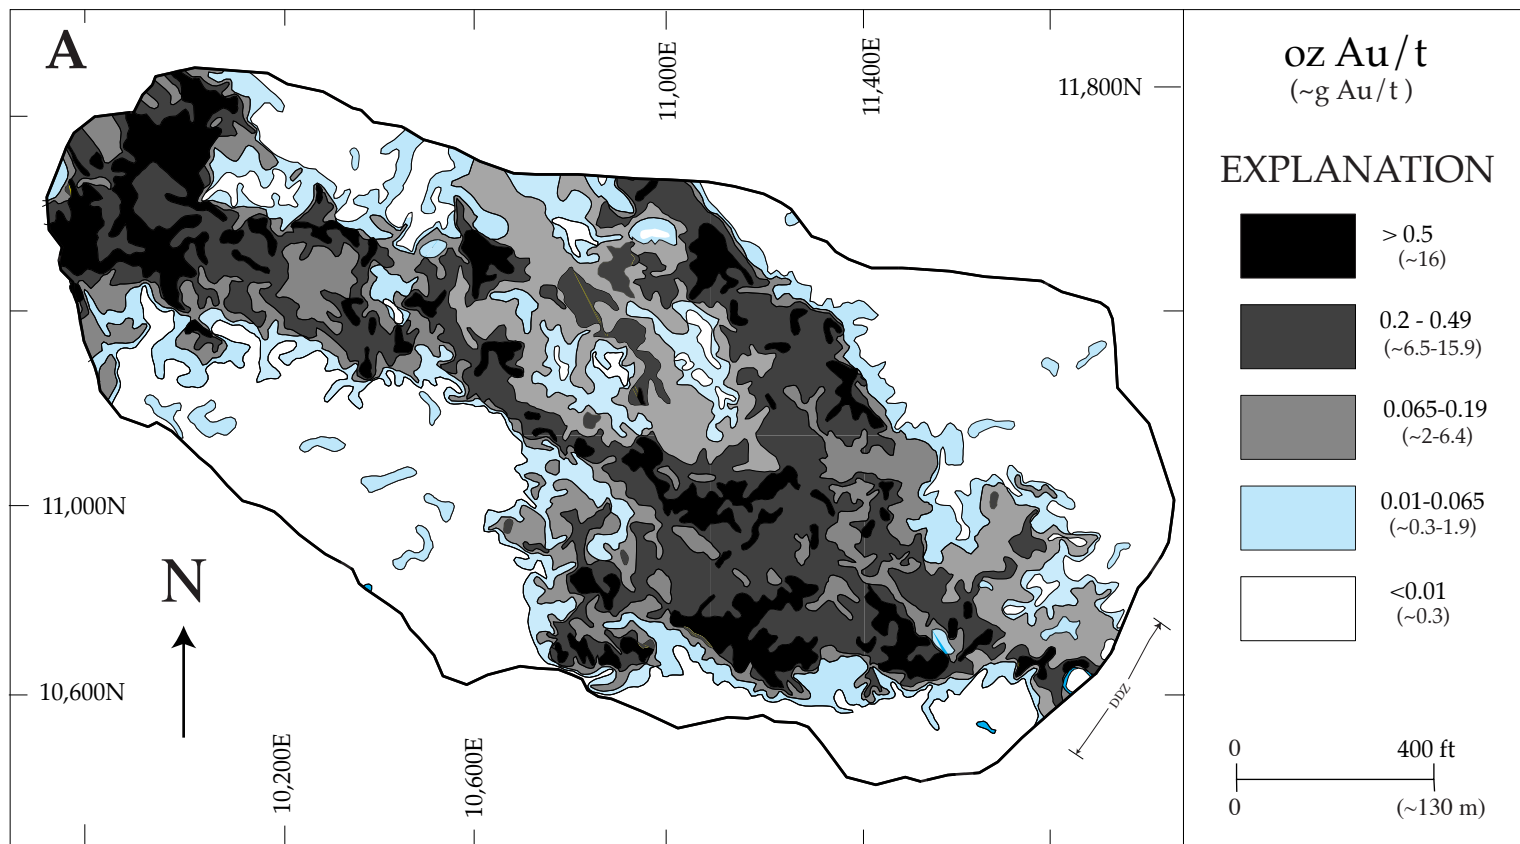 A
11,000E
11,400E
11,800N
11,000N
N
10,600N
10,200E
10,600E
DDZ
oz Au/t
(~g Au/t )
EXPLANATION
> 0.5
(~16)
0.2 - 0.49
(~6.5-15.9)
0.065-0.19
(~2-6.4)
0.01-0.065
(~0.3-1.9)
<0.01
(~0.3)
0 400 ft
0 (~130 m)